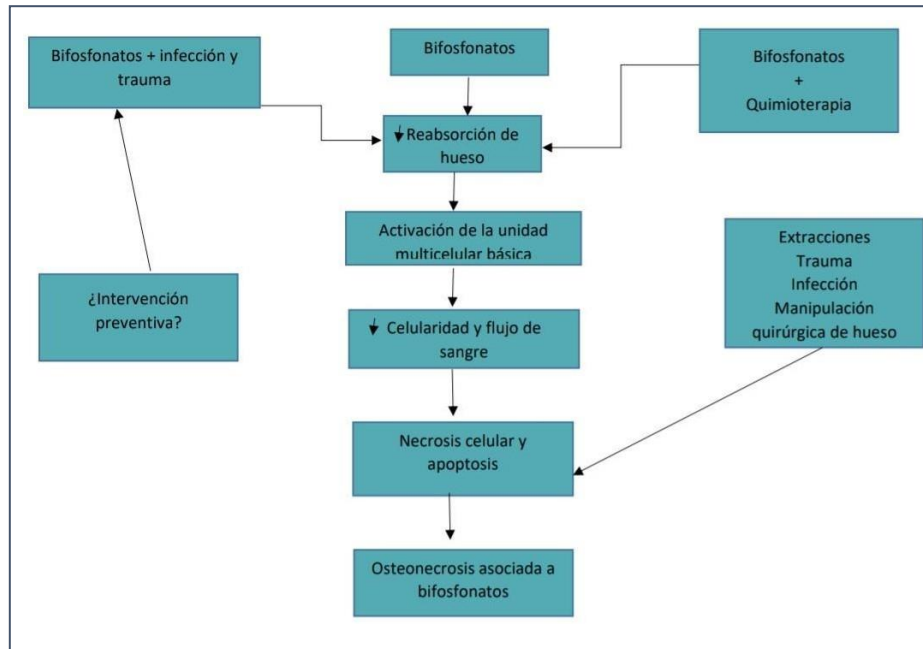 Bifosfonatos + infección y
trauma
Bifosfonatos
Bifosfonatos
+
Quimioterapia
↓ Reabsorción de
hueso
Activación de la unidad
multicelular básica
Extracciones
Trauma
Infección
Manipulación
quirúrgica de hueso
¿Intervención
preventiva?
↓ Celularidad y flujo de
sangre
Necrosis celular y
apoptosis
Osteonecrosis asociada a
bifosfonatos